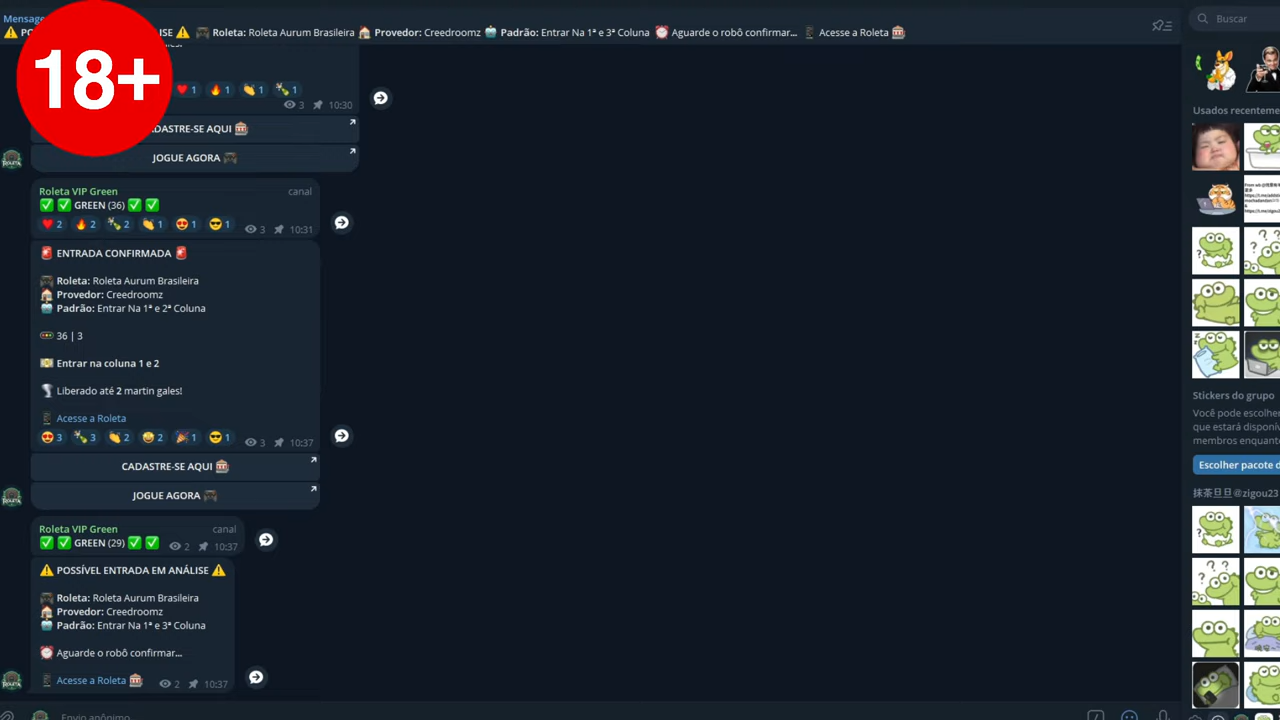 Mensage
18+
ISE ⚠️ 🎮 Roleta: Roleta Aurum Brasileira 🏠 Provedor: Creedroomz 🎰 Padrão: Entrar Na 1ª e 3ª Coluna ⏰ Aguarde o robô confirmar... 📱 Acesse a Roleta 🎰
❤️ 1 🔥 1 👏 1 🍾 1
3 10:30
CADASTRE-SE AQUI 🎰
JOGUE AGORA 🎮
Roleta VIP Green canal
✅ ✅ GREEN (36) ✅ ✅
❤️ 2 🔥 2 🍾 2 👏 1 😍 1 😎 1 3 10:31
🚨 ENTRADA CONFIRMADA 🚨
🎮 Roleta: Roleta Aurum Brasileira
🏠 Provedor: Creedroomz
Padrão: Entrar Na 1ª e 2ª Coluna
🚥 36 | 3
💴 Entrar na coluna 1 e 2
🌪 Liberado até 2 martin gales!
📱 Acesse a Roleta
😍 3 🍾 3 👏 2 😄 2 🎉 1 😎 1 3 10:37
CADASTRE-SE AQUI 🎰
JOGUE AGORA 🎮
Roleta VIP Green canal
✅ ✅ GREEN (29) ✅ ✅ 2 10:37
⚠️ POSSÍVEL ENTRADA EM ANÁLISE ⚠️
🎮 Roleta: Roleta Aurum Brasileira
🏠 Provedor: Creedroomz
Padrão: Entrar Na 1ª e 3ª Coluna
⏰ Aguarde o robô confirmar...
📱 Acesse a Roleta 🎰 2 10:37
Envio anônimo
Buscar
Usados recenteme
Stickers do grupo
Você pode escolher
que estará disponív
membros enquant
Escolher pacote d
抹茶旦旦@zigou23